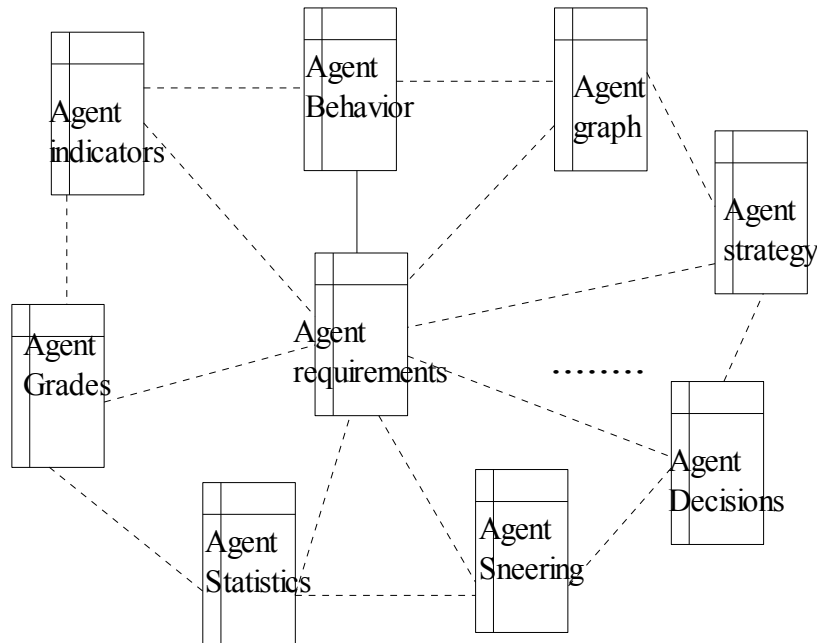 Agent
Behavior
Agent
graph
Agent
indicators
Agent
strategy
Agent
requirements
Agent
Grades
Agent
Decisions
Agent
Statistics
Agent
Sneering